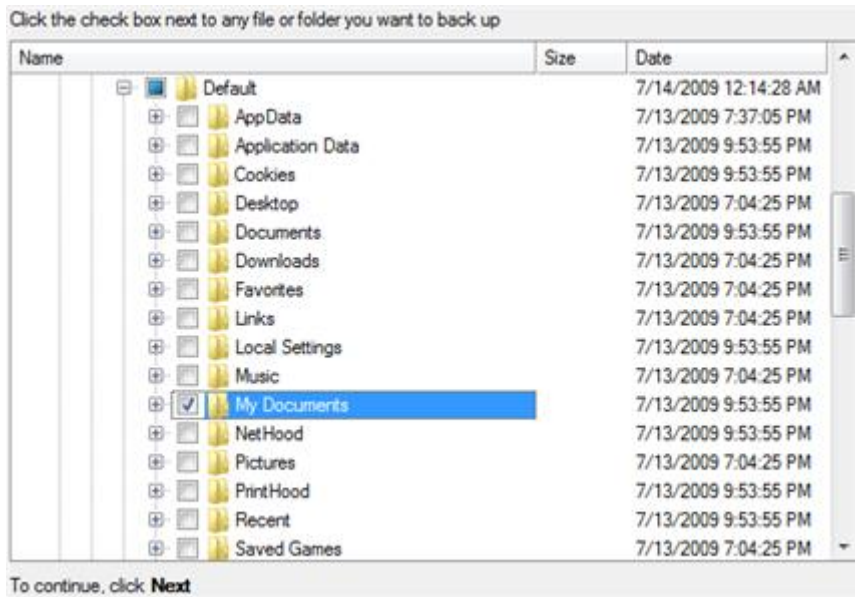 Click the check box next to any file or folder you want to back up
Name Size Date
Default 7/14/2009 12:14:28 AM
AppData 7/13/2009 7:37:05 PM
Application Data 7/13/2009 9:53:55 PM
Cookies 7/13/2009 9:53:55 PM
Desktop 7/13/2009 7:04:25 PM
Documents 7/13/2009 9:53:55 PM
Downloads 7/13/2009 7:04:25 PM
Favorites 7/13/2009 7:04:25 PM
Links 7/13/2009 7:04:25 PM
Local Settings 7/13/2009 9:53:55 PM
Music 7/13/2009 7:04:25 PM
My Documents 7/13/2009 9:53:55 PM
NetHood 7/13/2009 9:53:55 PM
Pictures 7/13/2009 7:04:25 PM
PrintHood 7/13/2009 9:53:55 PM
Recent 7/13/2009 9:53:55 PM
Saved Games 7/13/2009 7:04:25 PM
To continue, click Next